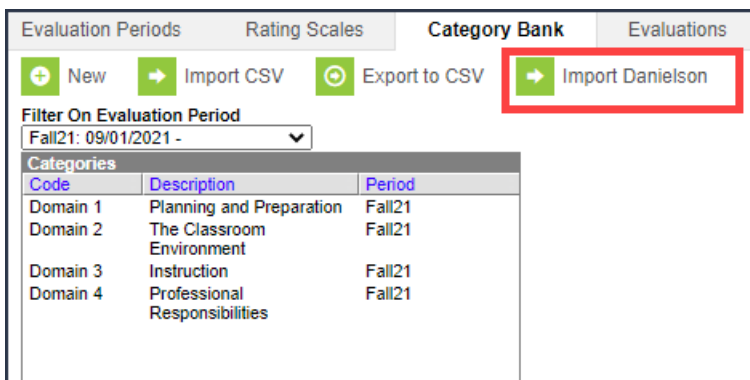 Evaluation Periods Rating Scales Category Bank Evaluations
New Import CSV Export to CSV Import Danielson
Filter On Evaluation Period
Fall21: 09/01/2021 -
Categories
Code Description Period
Domain 1 Planning and Preparation Fall21
Domain 2 The Classroom Fall21
Environment
Domain 3 Instruction Fall21
Domain 4 Professional Fall21
Responsibilities